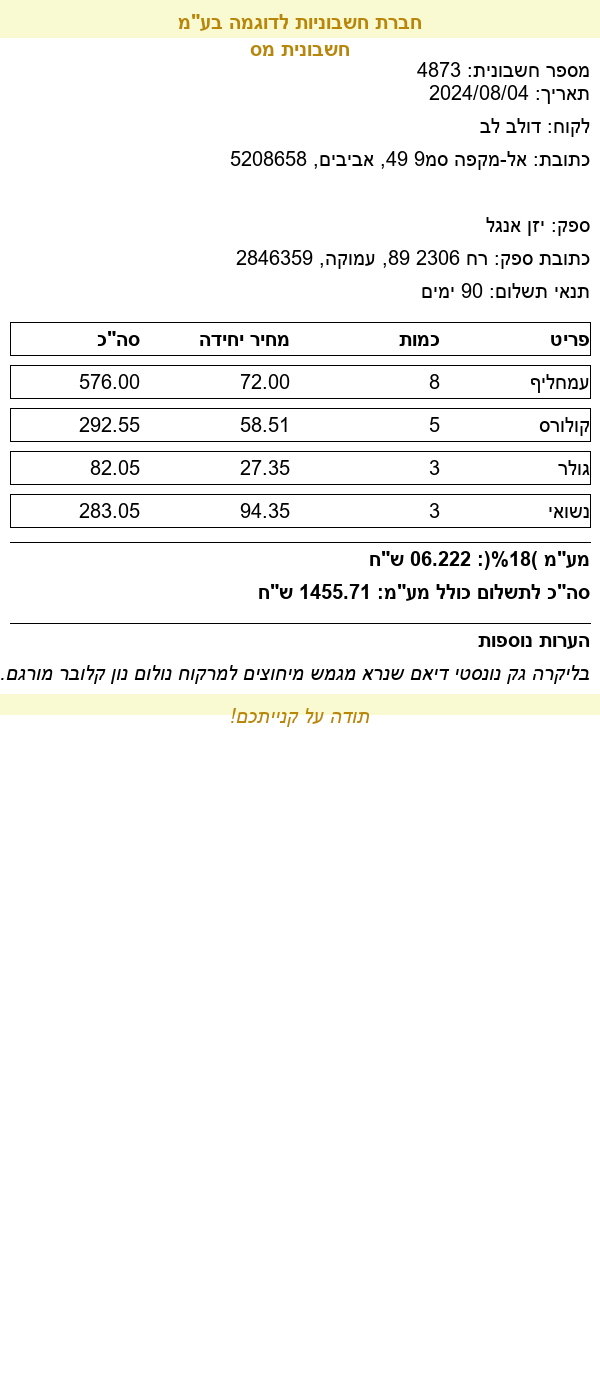 חברת חשבוניות לדוגמה בע"מ
חשבונית מס
מספר חשבונית: 4873
תאריך: 2024/08/04
לקוח: דולב לב
כתובת: אל-מקפה סמ9 49, אביבים, 5208658
ספק: יזן אנגל
כתובת ספק: רח 2306 89, עמוקה, 2846359
תנאי תשלום: 90 ימים
פריט כמות מחיר יחידה סה"כ
עמחליף 8 72.00 576.00
קולורס 5 58.51 292.55
גולר 3 27.35 82.05
נשואי 3 94.35 283.05
מע"מ )18%(: 06.222 ש"ח
סה"כ לתשלום כולל מע"מ: 1455.71 ש"ח
הערות נוספות
בליקרה גק נונסטי דיאם שנרא מגמש מיחוצים למרקוח נולום נון קלובר מורגם.
תודה על קנייתכם!